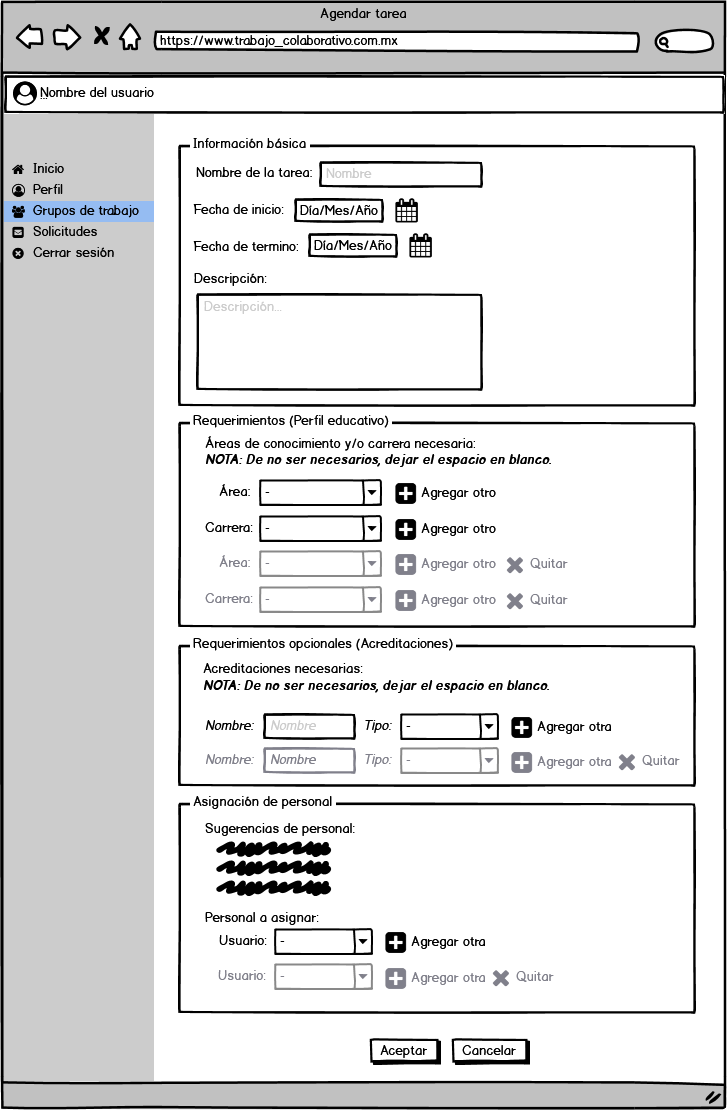 Agendar tarea
https://www.trabajo_colaborativo.com.mx
Nombre del usuario
Inicio
Perfil
Grupos de trabajo
Solicitudes
Cerrar sesión
Información básica
Nombre de la tarea: Nombre
Fecha de inicio: Día/Mes/Año
Fecha de termino: Día/Mes/Año
Descripción:
Descripción...
Requerimientos (Perfil educativo)
Áreas de conocimiento y/o carrera necesaria:
NOTA: De no ser necesarios, dejar el espacio en blanco.
Área: - Agregar otro
Carrera: - Agregar otro
Área: - Agregar otro Quitar
Carrera: - Agregar otro Quitar
Requerimientos opcionales (Acreditaciones)
Acreditaciones necesarias:
NOTA: De no ser necesarios, dejar el espacio en blanco.
Nombre: Nombre Tipo: - Agregar otra
Nombre: Nombre Tipo: - Agregar otra Quitar
Asignación de personal
Sugerencias de personal:
Personal a asignar:
Usuario: - Agregar otra
Usuario: - Agregar otra Quitar
Aceptar Cancelar